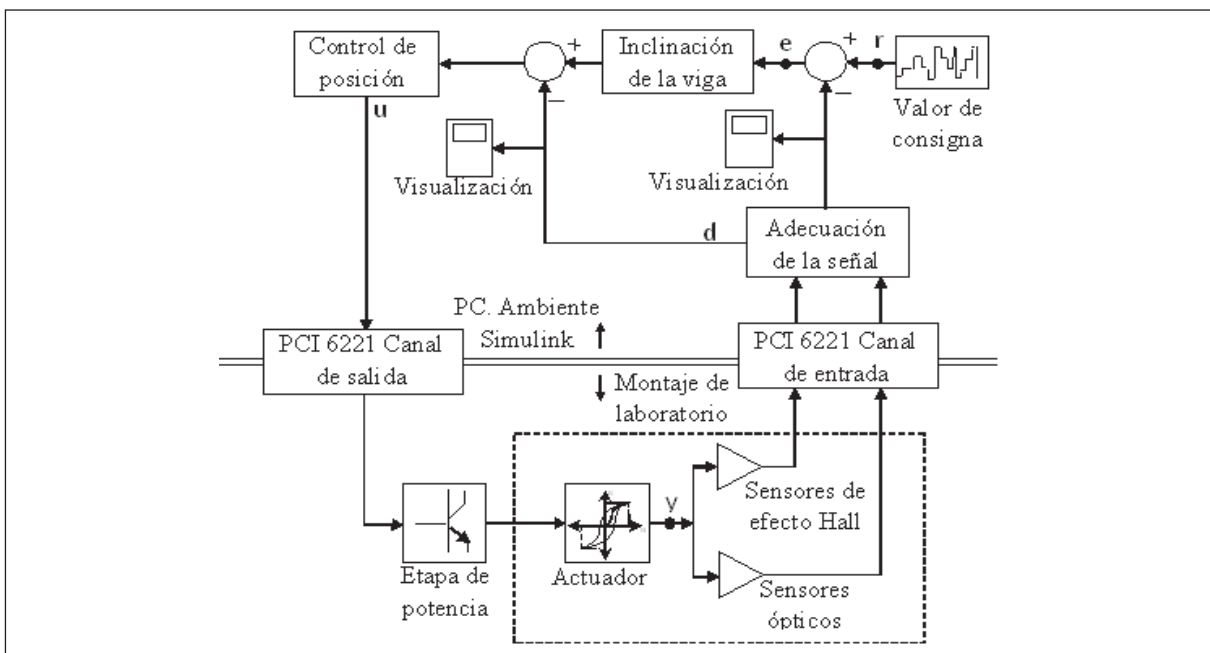 Control de
posición
+
Inclinación
de la viga
e
+
r
Valor de
consigna
−
−
u
Visualización
Visualización
d
Adecuación
de la señal
PC. Ambiente
Simulink
PCI 6221 Canal
de salida
PCI 6221 Canal
de entrada
Montaje de
laboratorio
Etapa de
potencia
Actuador
y
Sensores de
efecto Hall
Sensores
ópticos